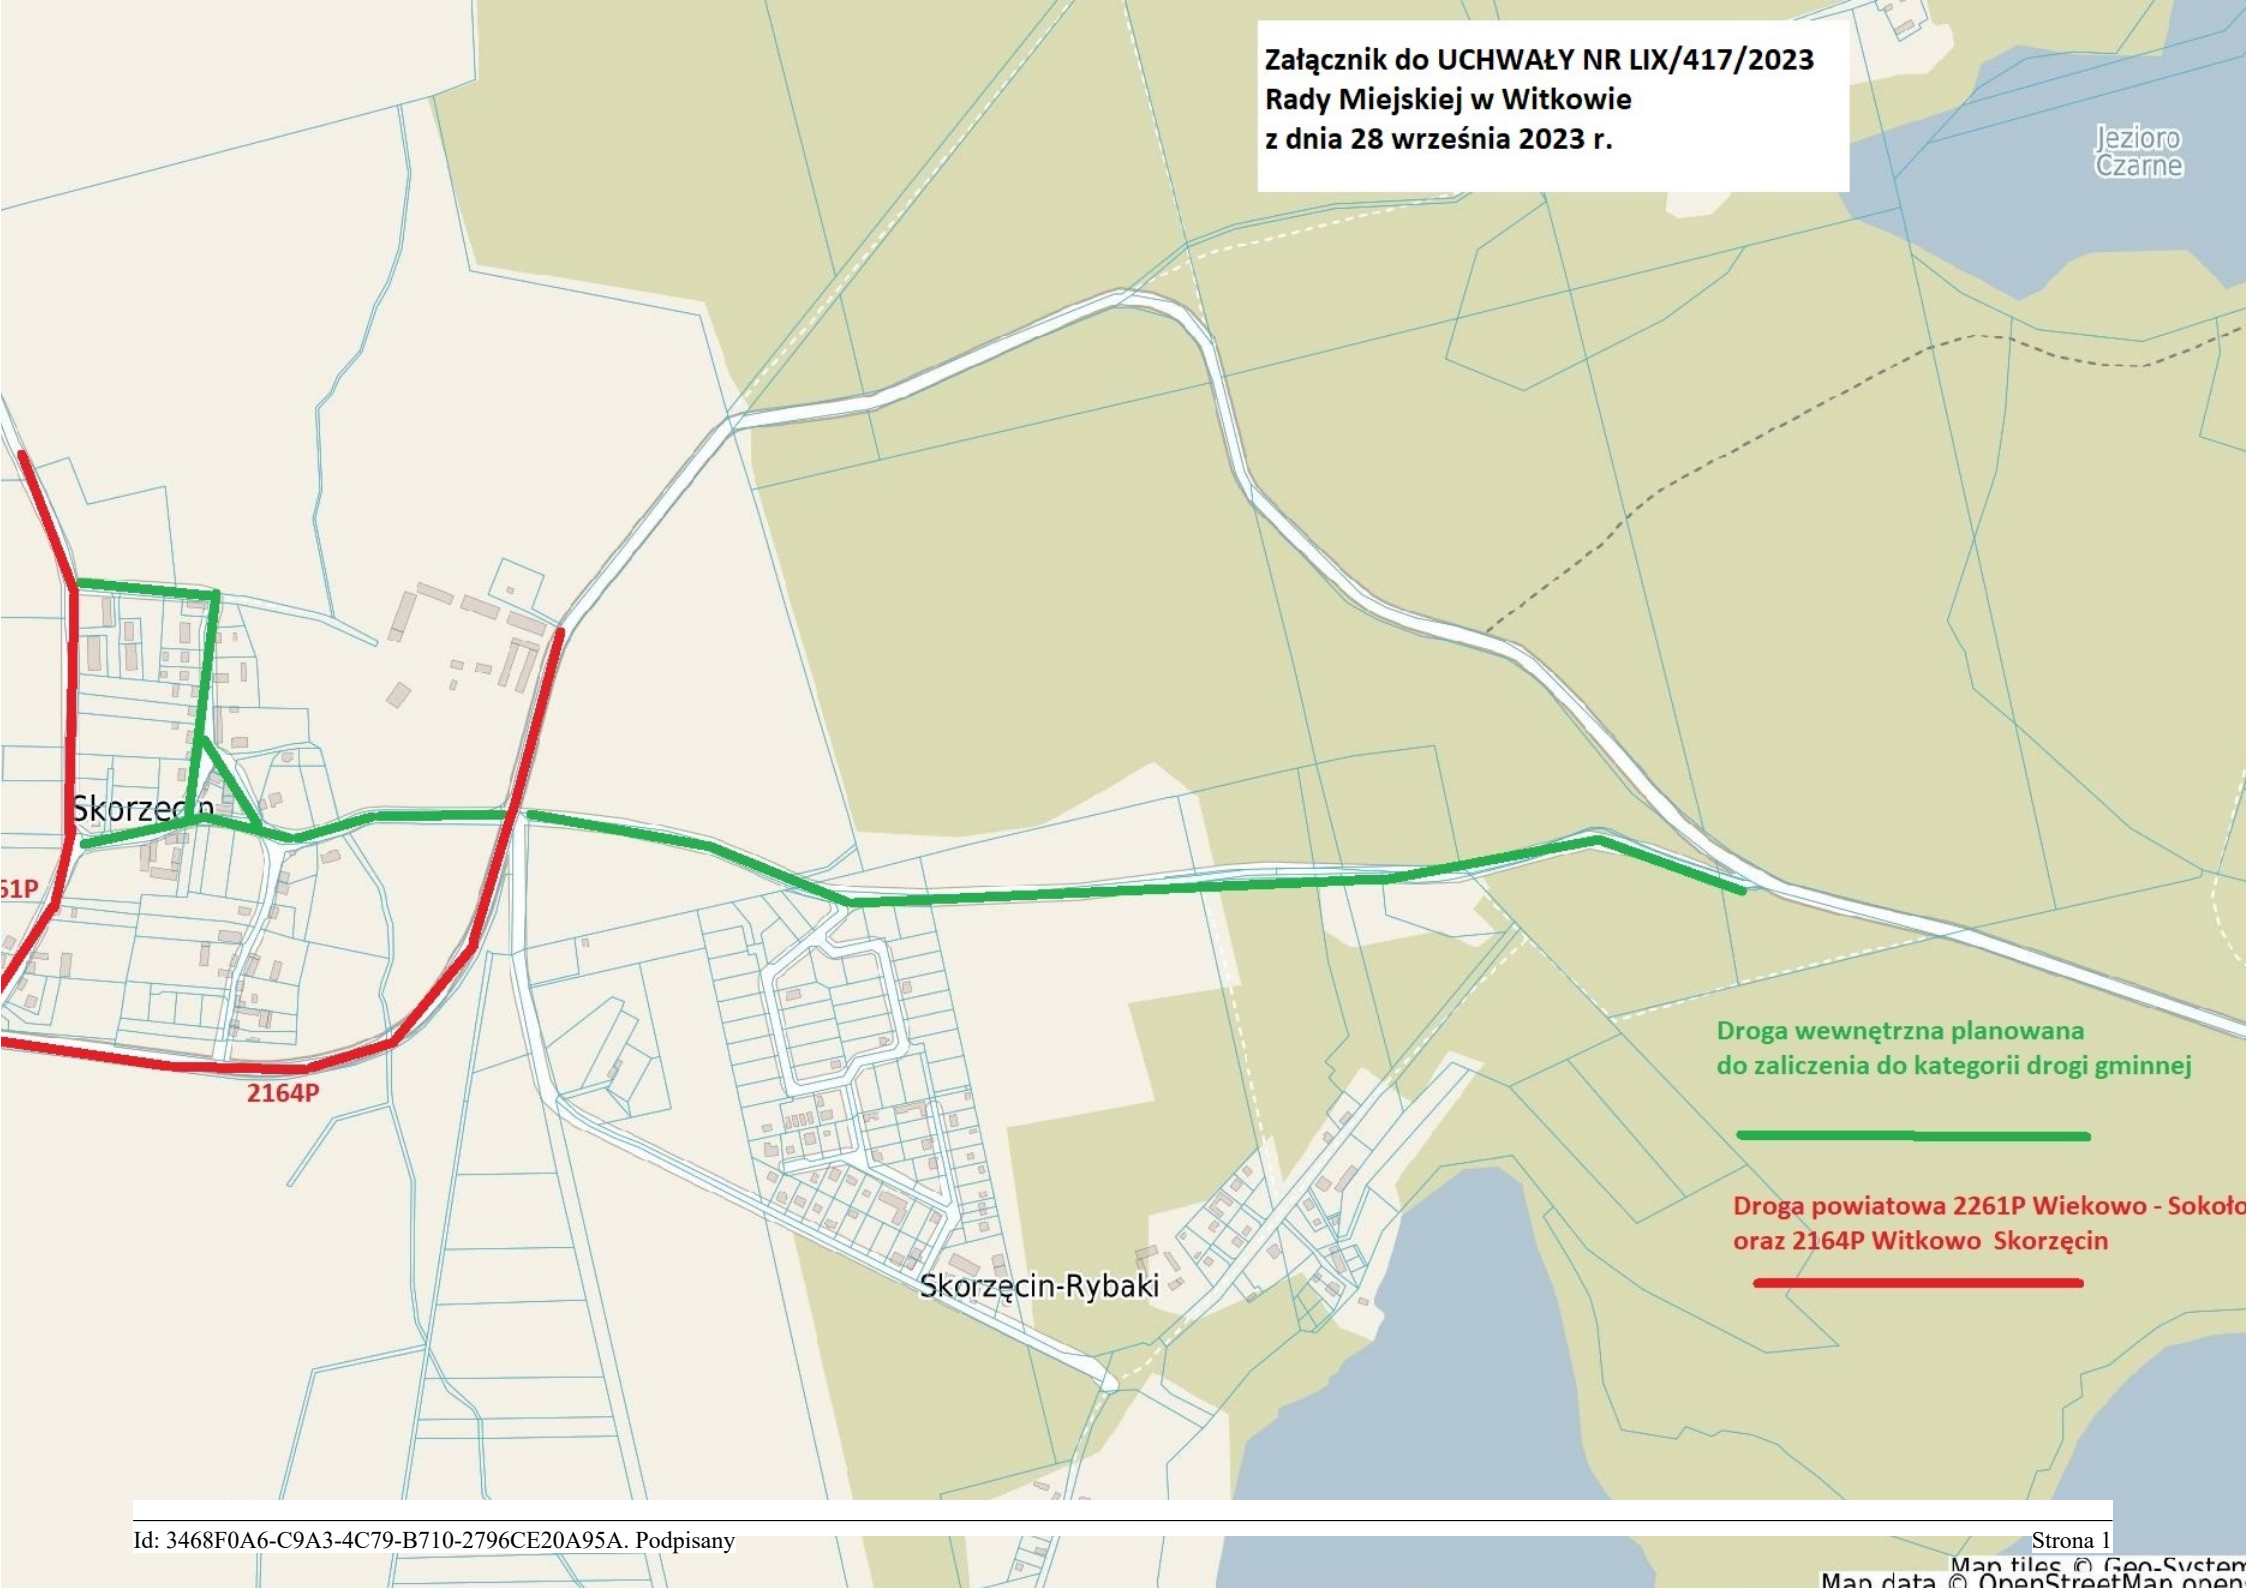 Załącznik do UCHWAŁY NR LIX/417/2023
Rady Miejskiej w Witkowie
z dnia 28 września 2023 r.
Jezioro
Czarne
Skorzęcin
61P
2164P
Droga wewnętrzna planowana
do zaliczenia do kategorii drogi gminnej
Droga powiatowa 2261P Wiekowo - Sokoło
oraz 2164P Witkowo Skorzęcin
Skorzęcin-Rybaki
Id: 3468F0A6-C9A3-4C79-B710-2796CE20A95A. Podpisany
Strona 1
Map tiles © Geo-System
Map data © OpenStreetMap opens